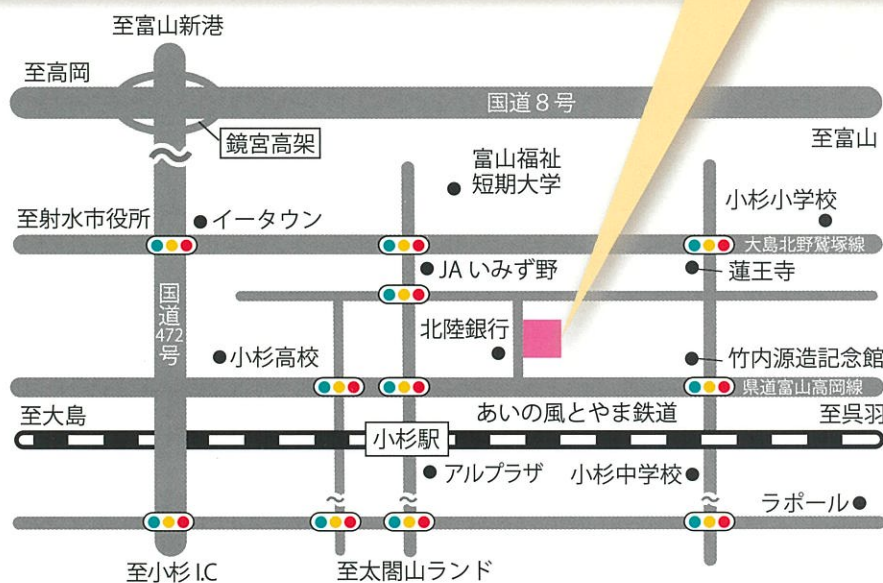 至富山新港
至高岡
国道8号
鏡宮高架
至富山
富山福祉
短期大学
小杉小学校
至射水市役所
イータウン
大島北野鷲塚線
JAいみず野
蓮王寺
国道472号
北陸銀行
小杉高校
竹内源造記念館
県道富山高岡線
至大島
あいの風とやま鉄道
至呉羽
小杉駅
アルプラザ
小杉中学校
ラポール
至小杉I.C
至太閤山ランド